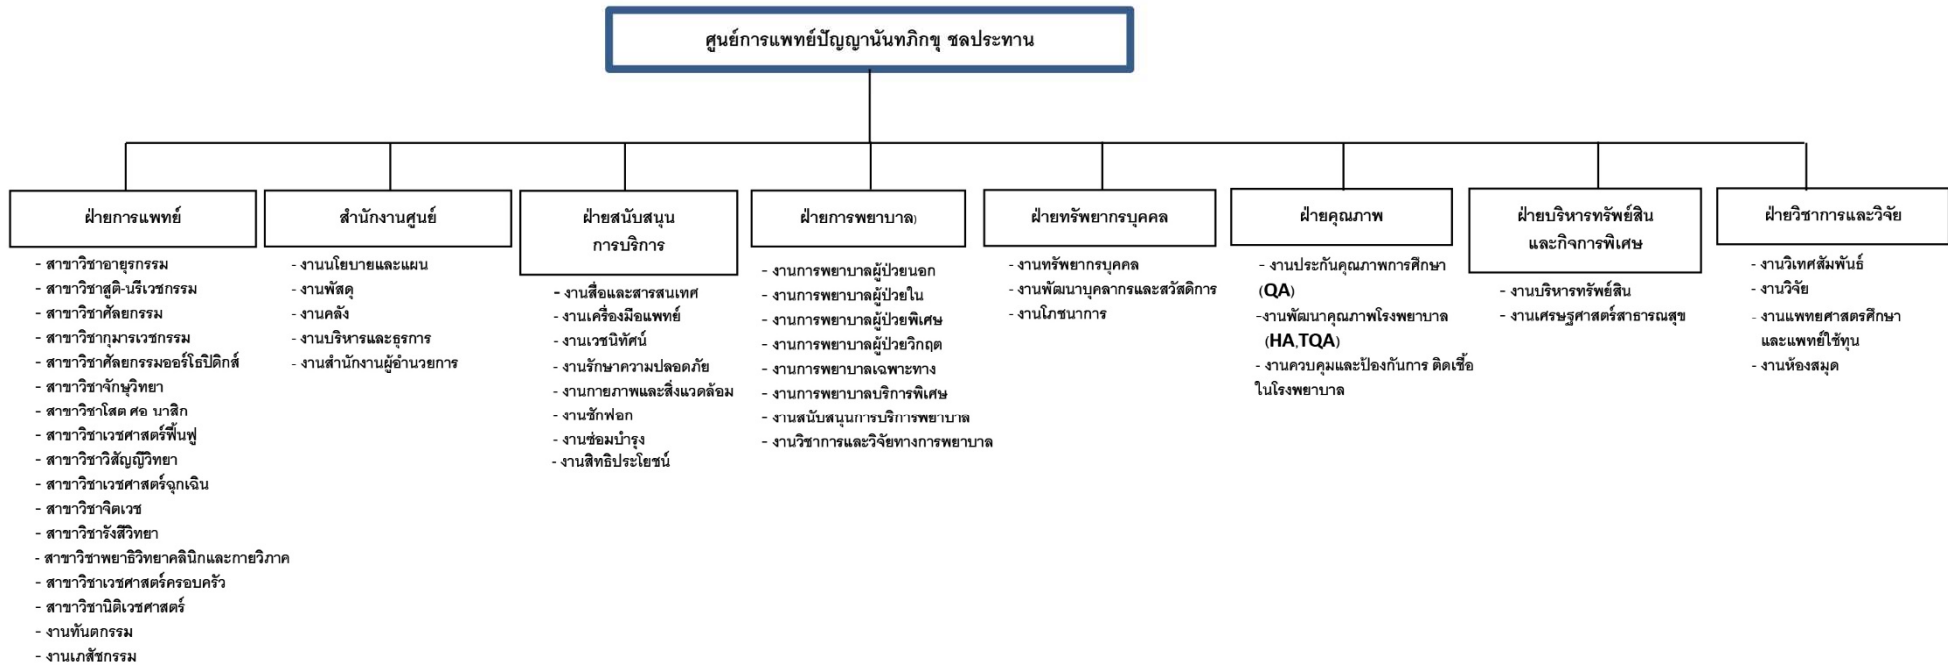 ศูนย์การแพทย์ปัญญานันทภิกขุ ชลประทาน
ฝ่ายการแพทย์
- สาขาวิชาอายุรกรรม
- สาขาวิชาสูติ-นรีเวชกรรม
- สาขาวิชาศัลยกรรม
- สาขาวิชากุมารเวชกรรม
- สาขาวิชาศัลยกรรมออร์โธปิดิกส์
- สาขาวิชาจักษุวิทยา
- สาขาวิชาโสต ศอ นาสิก
- สาขาวิชาเวชศาสตร์ฟื้นฟู
- สาขาวิชาวิสัญญีวิทยา
- สาขาวิชาเวชศาสตร์ฉุกเฉิน
- สาขาวิชาจิตเวช
- สาขาวิชารังสีวิทยา
- สาขาวิชาพยาธิวิทยาคลินิกและกายวิภาค
- สาขาวิชาเวชศาสตร์ครอบครัว
- สาขาวิชานิติเวชศาสตร์
- งานทันตกรรม
- งานเภสัชกรรม
สำนักงานศูนย์
- งานนโยบายและแผน
- งานพัสดุ
- งานคลัง
- งานบริหารและธุรการ
- งานสำนักงานผู้อำนวยการ
ฝ่ายสนับสนุน
การบริการ
- งานสื่อและสารสนเทศ
- งานเครื่องมือแพทย์
- งานเวชนิทัศน์
- งานรักษาความปลอดภัย
- งานกายภาพและสิ่งแวดล้อม
- งานซักฟอก
- งานซ่อมบำรุง
- งานสิทธิประโยชน์
ฝ่ายการพยาบาล)
- งานการพยาบาลผู้ป่วยนอก
- งานการพยาบาลผู้ป่วยใน
- งานการพยาบาลผู้ป่วยพิเศษ
- งานการพยาบาลผู้ป่วยวิกฤต
- งานการพยาบาลเฉพาะทาง
- งานการพยาบาลบริการพิเศษ
- งานสนับสนุนการบริการพยาบาล
- งานวิชาการและวิจัยทางการพยาบาล
ฝ่ายทรัพยากรบุคคล
- งานทรัพยากรบุคคล
- งานพัฒนาบุคลากรและสวัสดิการ
- งานโภชนาการ
ฝ่ายคุณภาพ
- งานประกันคุณภาพการศึกษา
(QA)
-งานพัฒนาคุณภาพโรงพยาบาล
(HA,TQA)
- งานควบคุมและป้องกันการ ติดเชื้อ
ในโรงพยาบาล
ฝ่ายบริหารทรัพย์สิน
และกิจการพิเศษ
- งานบริหารทรัพย์สิน
- งานเศรษฐศาสตร์สาธารณสุข
ฝ่ายวิชาการและวิจัย
- งานวิเทศสัมพันธ์
- งานวิจัย
- งานแพทยศาสตรศึกษา
และแพทย์ใช้ทุน
- งานห้องสมุด